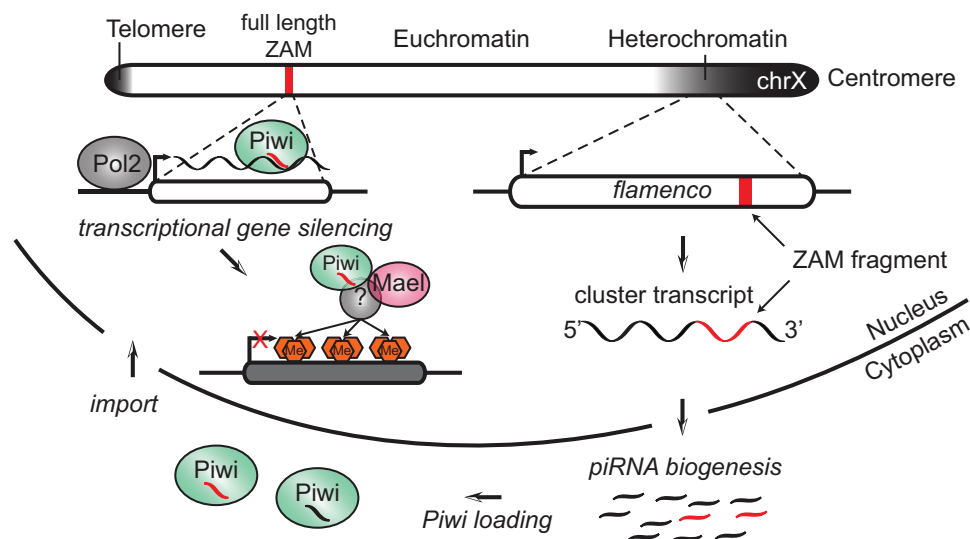 Telomere
full length
ZAM
Euchromatin
Heterochromatin
chrX
Centromere
Pol2
Piwi
flamenco
transcriptional gene silencing
ZAM fragment
Piwi
Mael
?
cluster transcript
5’
3’
X
Me
Me
Me
Nucleus
Cytoplasm
import
piRNA biogenesis
Piwi
Piwi
Piwi loading